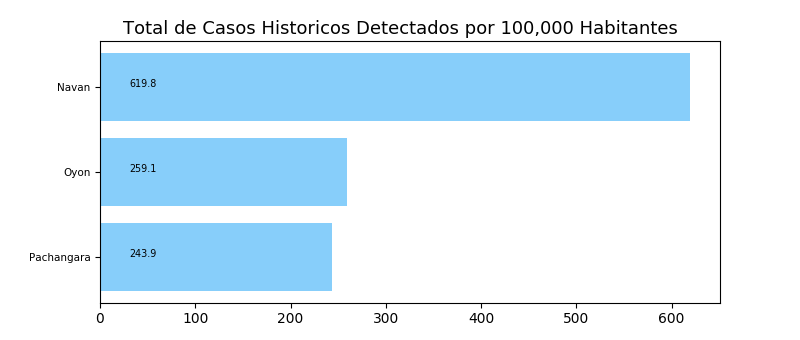 Total de Casos Historicos Detectados por 100,000 Habitantes
Navan
619.8
Oyon
259.1
Pachangara
243.9
0 100 200 300 400 500 600